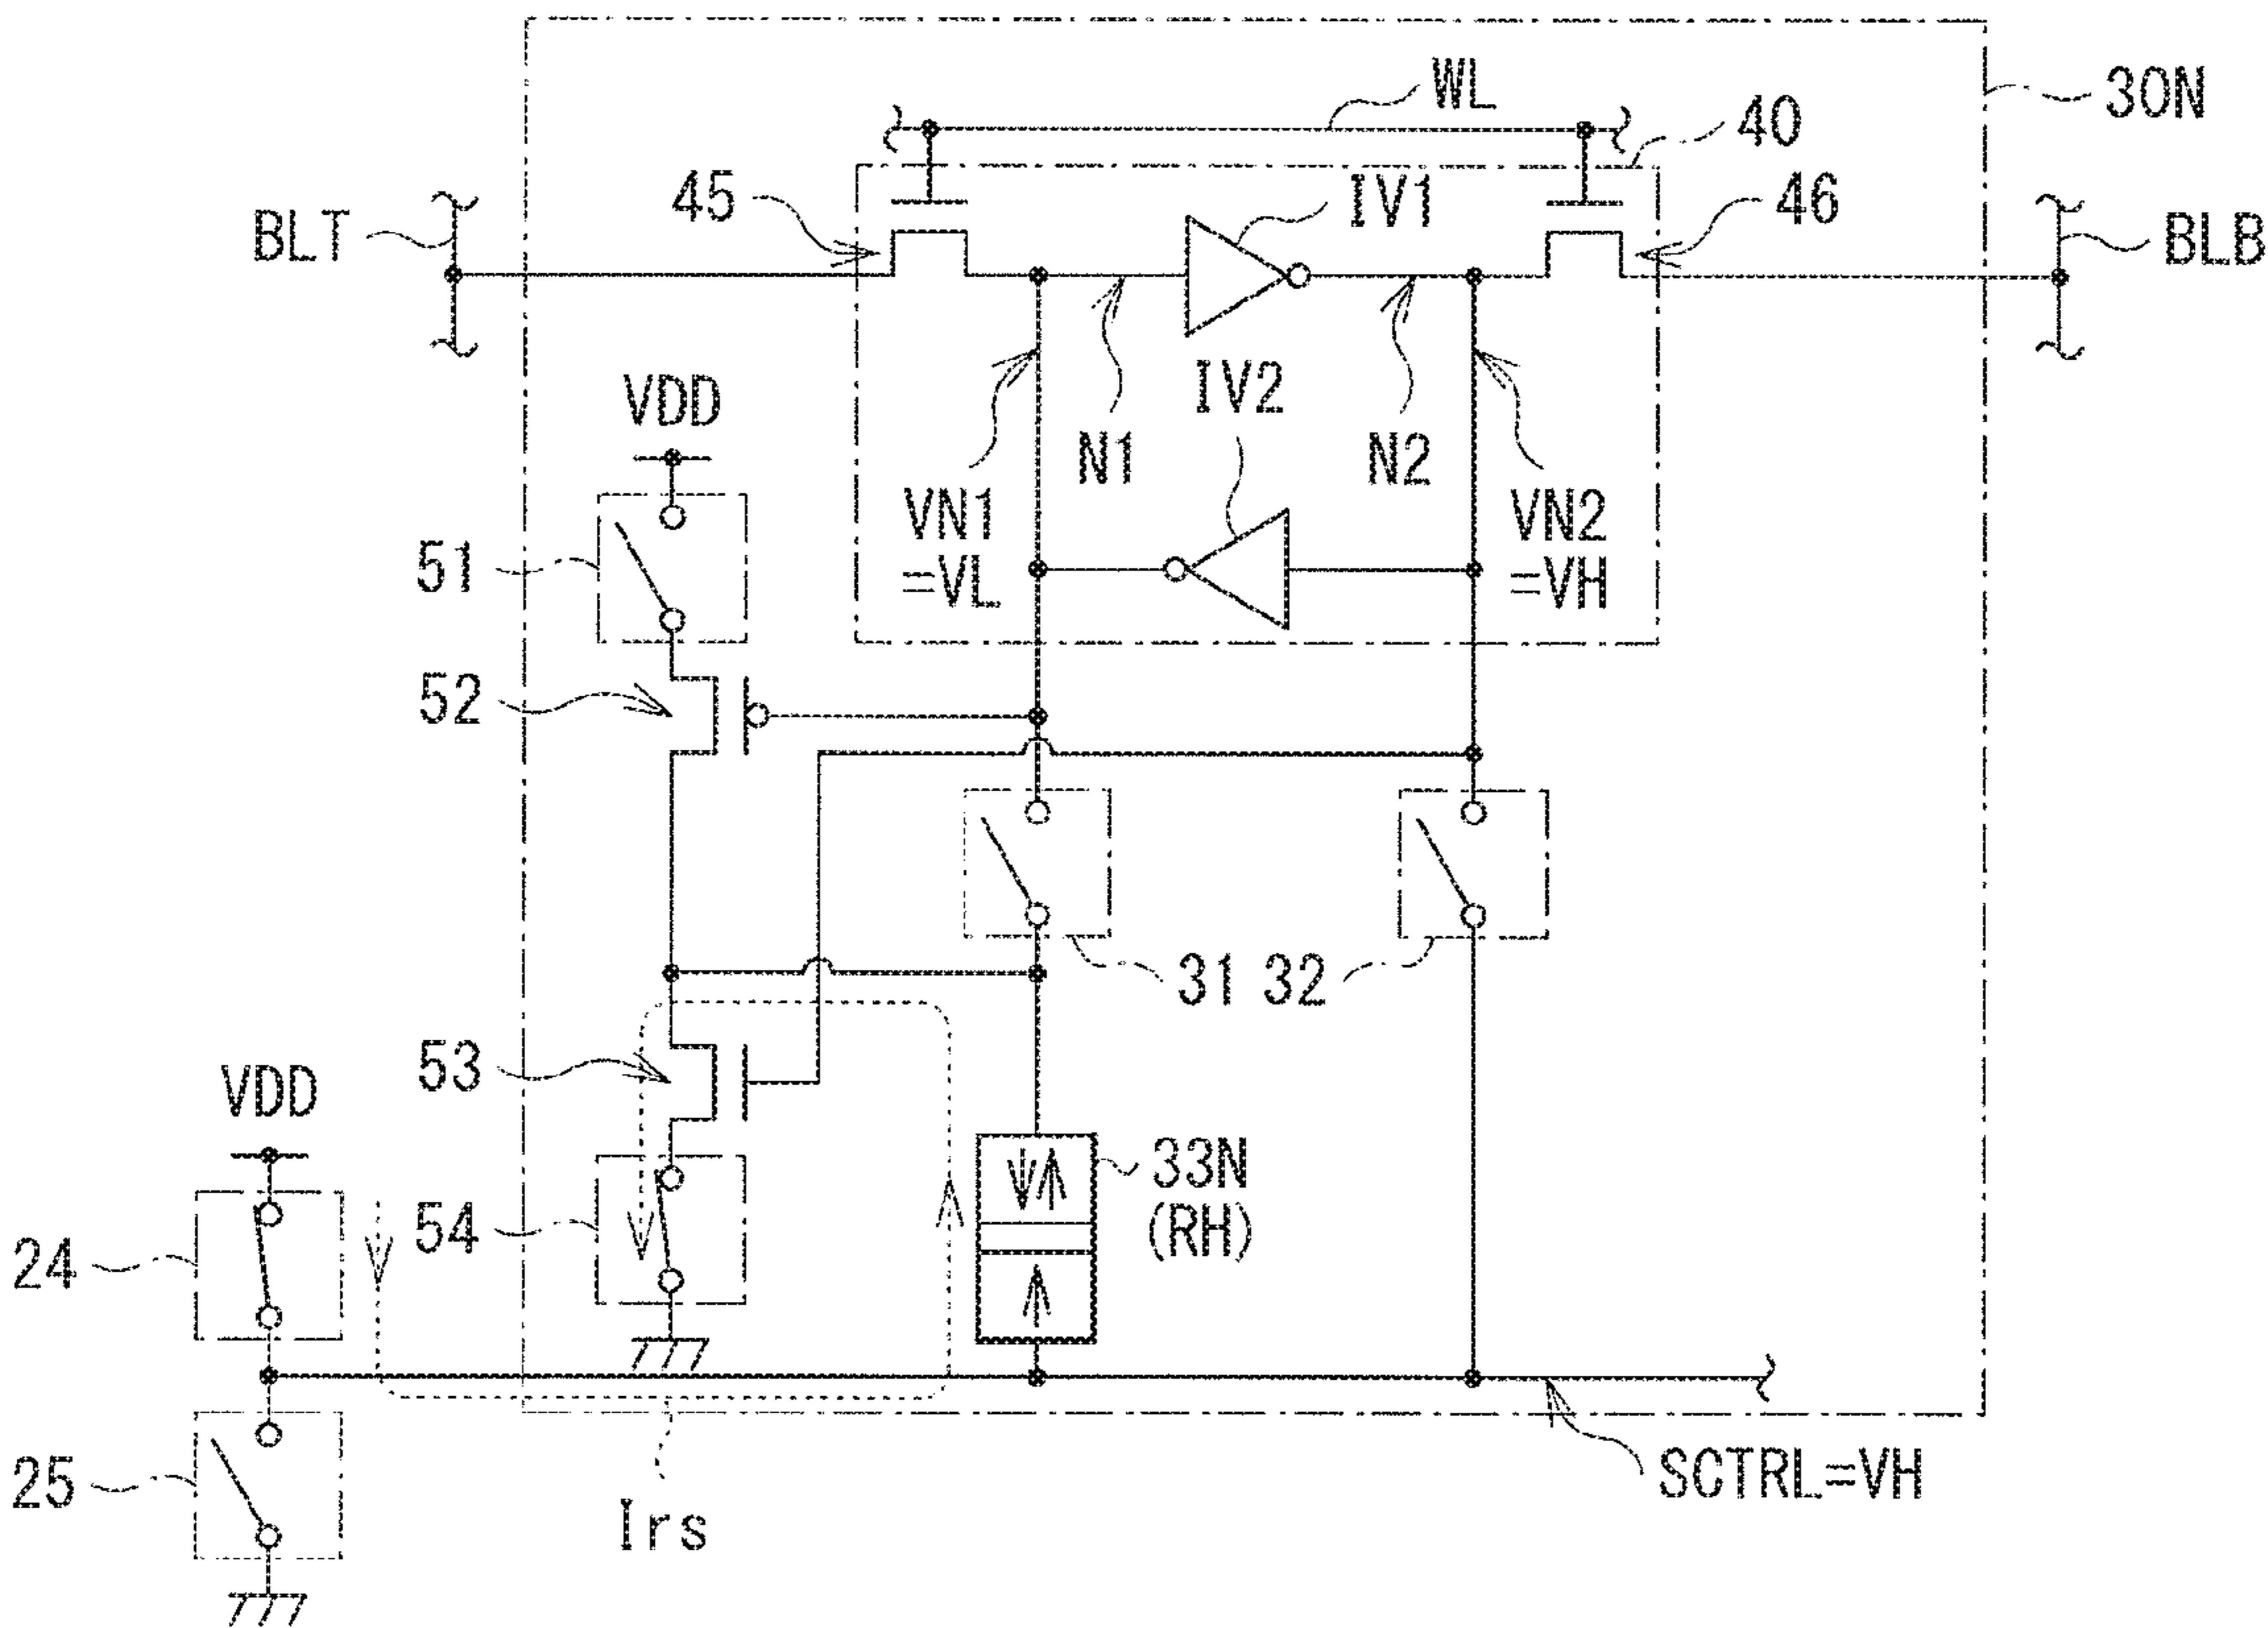 WL
30N
40
45
IV1
46
BLT
BLB
VDD
IV2
N1
N2
VN1
=VL
VN2
=VH
51
52
31
32
53
VDD
33N
(RH)
54
24
25
SCTRL=VH
Irs